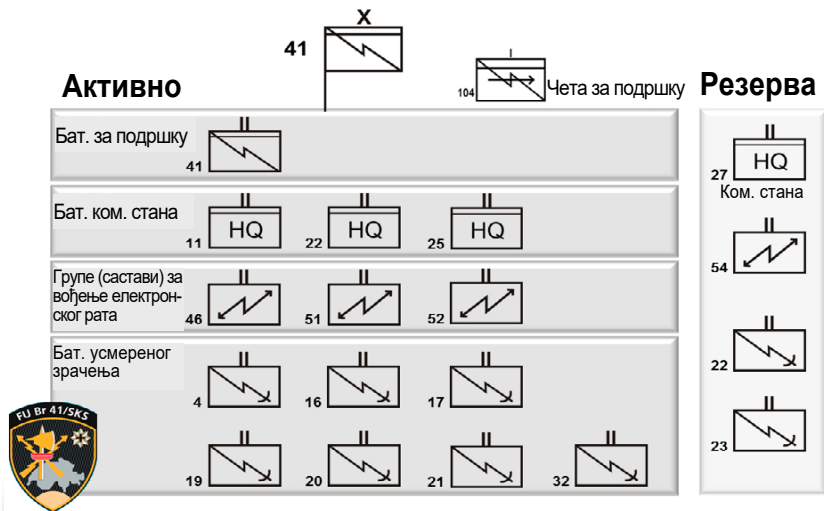 X
41
I
104
Чета за подршку
Активно
Резерва
Бат. за подршку
II
41
Бат. ком. стана
II
HQ
11
II
HQ
22
II
HQ
25
Групе (састави) за
вођење електрон-
ског рата
II
46
II
51
II
52
Бат. усмереног
зрачења
II
4
II
16
II
17
II
19
II
20
II
21
II
32
II
HQ
27
Ком. стана
II
54
II
22
II
23
FU Br 41/SKS